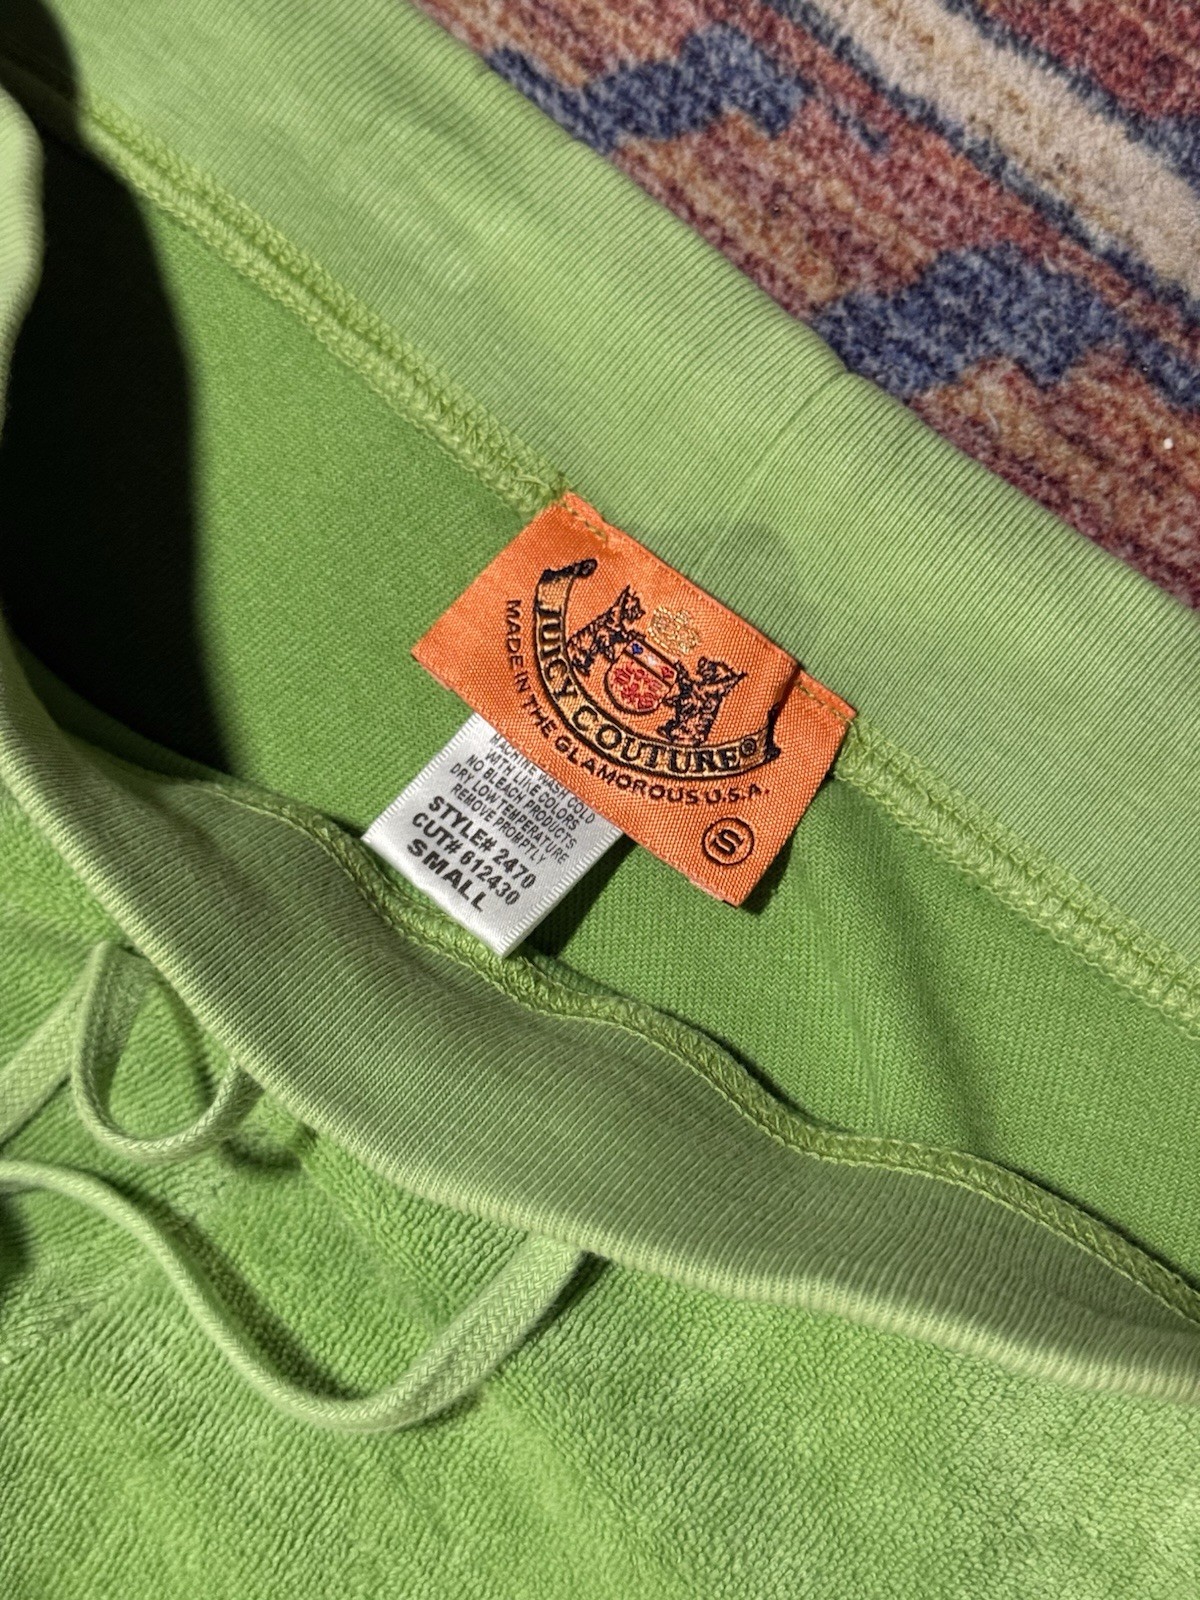 JUICY COUTURE®
MADE IN THE GLAMOROUS U.S.A.
S
MACHINE WASH COLD
WITH LIKE COLORS
NO BLEACH PRODUCTS
DRY LOW TEMPERATURE
REMOVE PROMPTLY
STYLE# 2470
CUT# 612430
SMALL